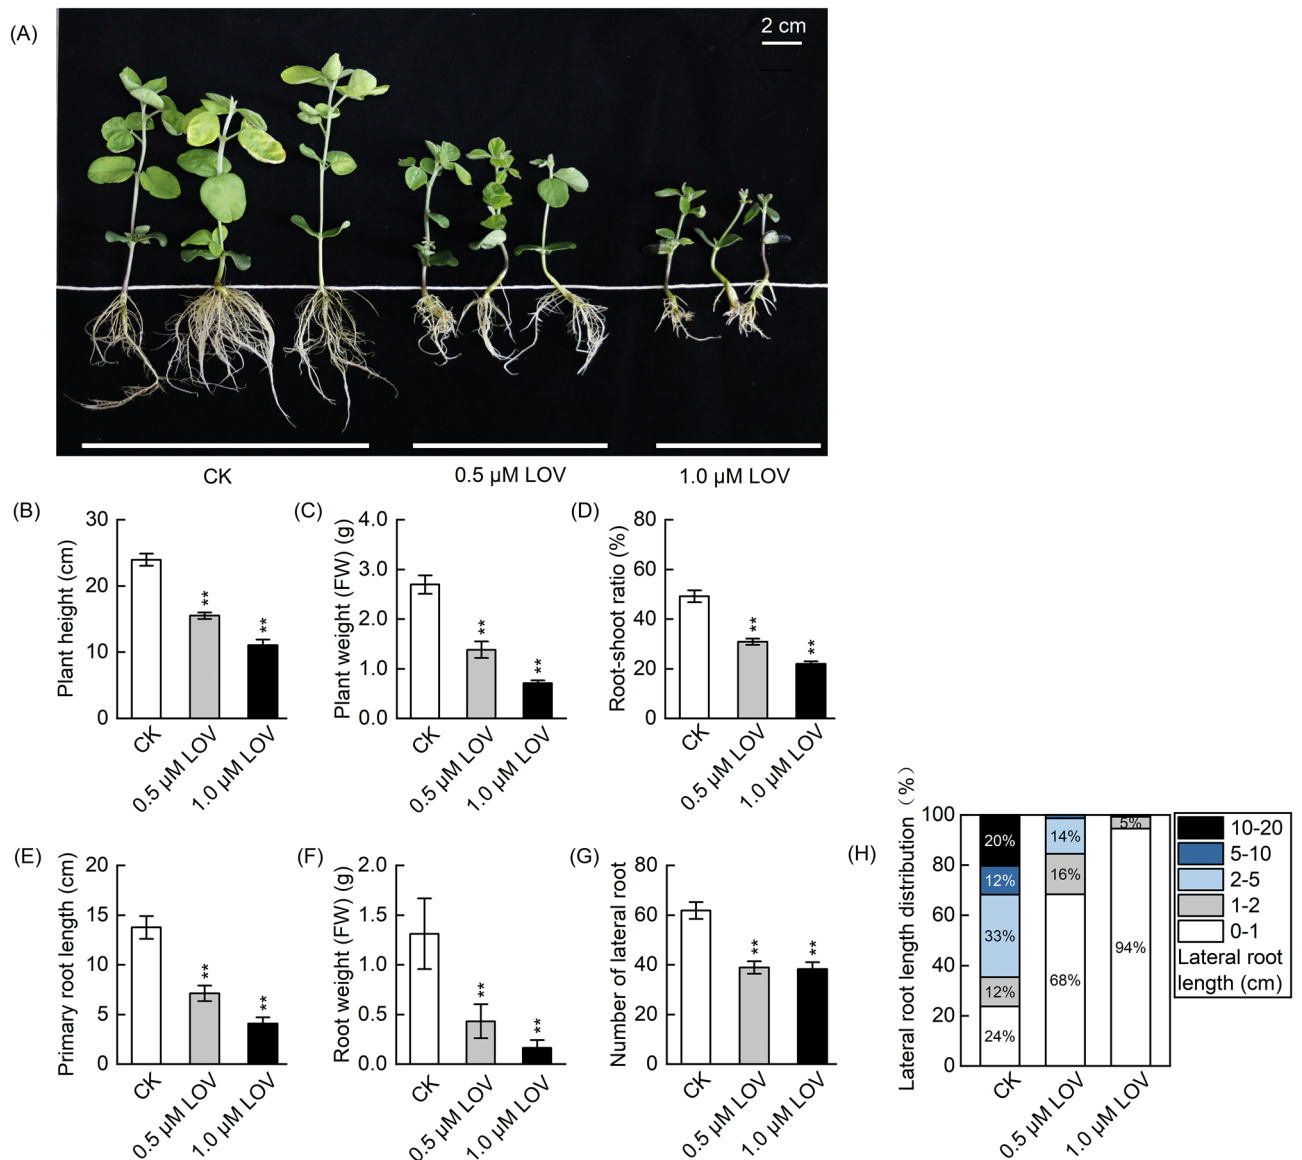 (A)
2 cm
CK
0.5 μM LOV
1.0 μM LOV
(B)
Plant height (cm)
30
20
10
0
**
**
CK
0.5 μM LOV
1.0 μM LOV
(C)
Plant weight (FW) (g)
4.0
3.0
2.0
1.0
0.0
**
**
CK
0.5 μM LOV
1.0 μM LOV
(D)
Root-shoot ratio (%)
80
60
40
20
0
**
**
CK
0.5 μM LOV
1.0 μM LOV
(E)
Primary root length (cm)
20
15
10
5
0
**
**
CK
0.5 μM LOV
1.0 μM LOV
(F)
Root weight (FW) (g)
2.0
1.5
1.0
0.5
0.0
**
**
CK
0.5 μM LOV
1.0 μM LOV
(G)
Number of lateral root
80
60
40
20
0
**
**
CK
0.5 μM LOV
1.0 μM LOV
(H)
Lateral root length distribution（%）
100
80
60
40
20
0
20%
12%
33%
12%
24%
14%
16%
68%
5%
94%
CK
0.5 μM LOV
1.0 μM LOV
10-20
5-10
2-5
1-2
0-1
Lateral root
length (cm)